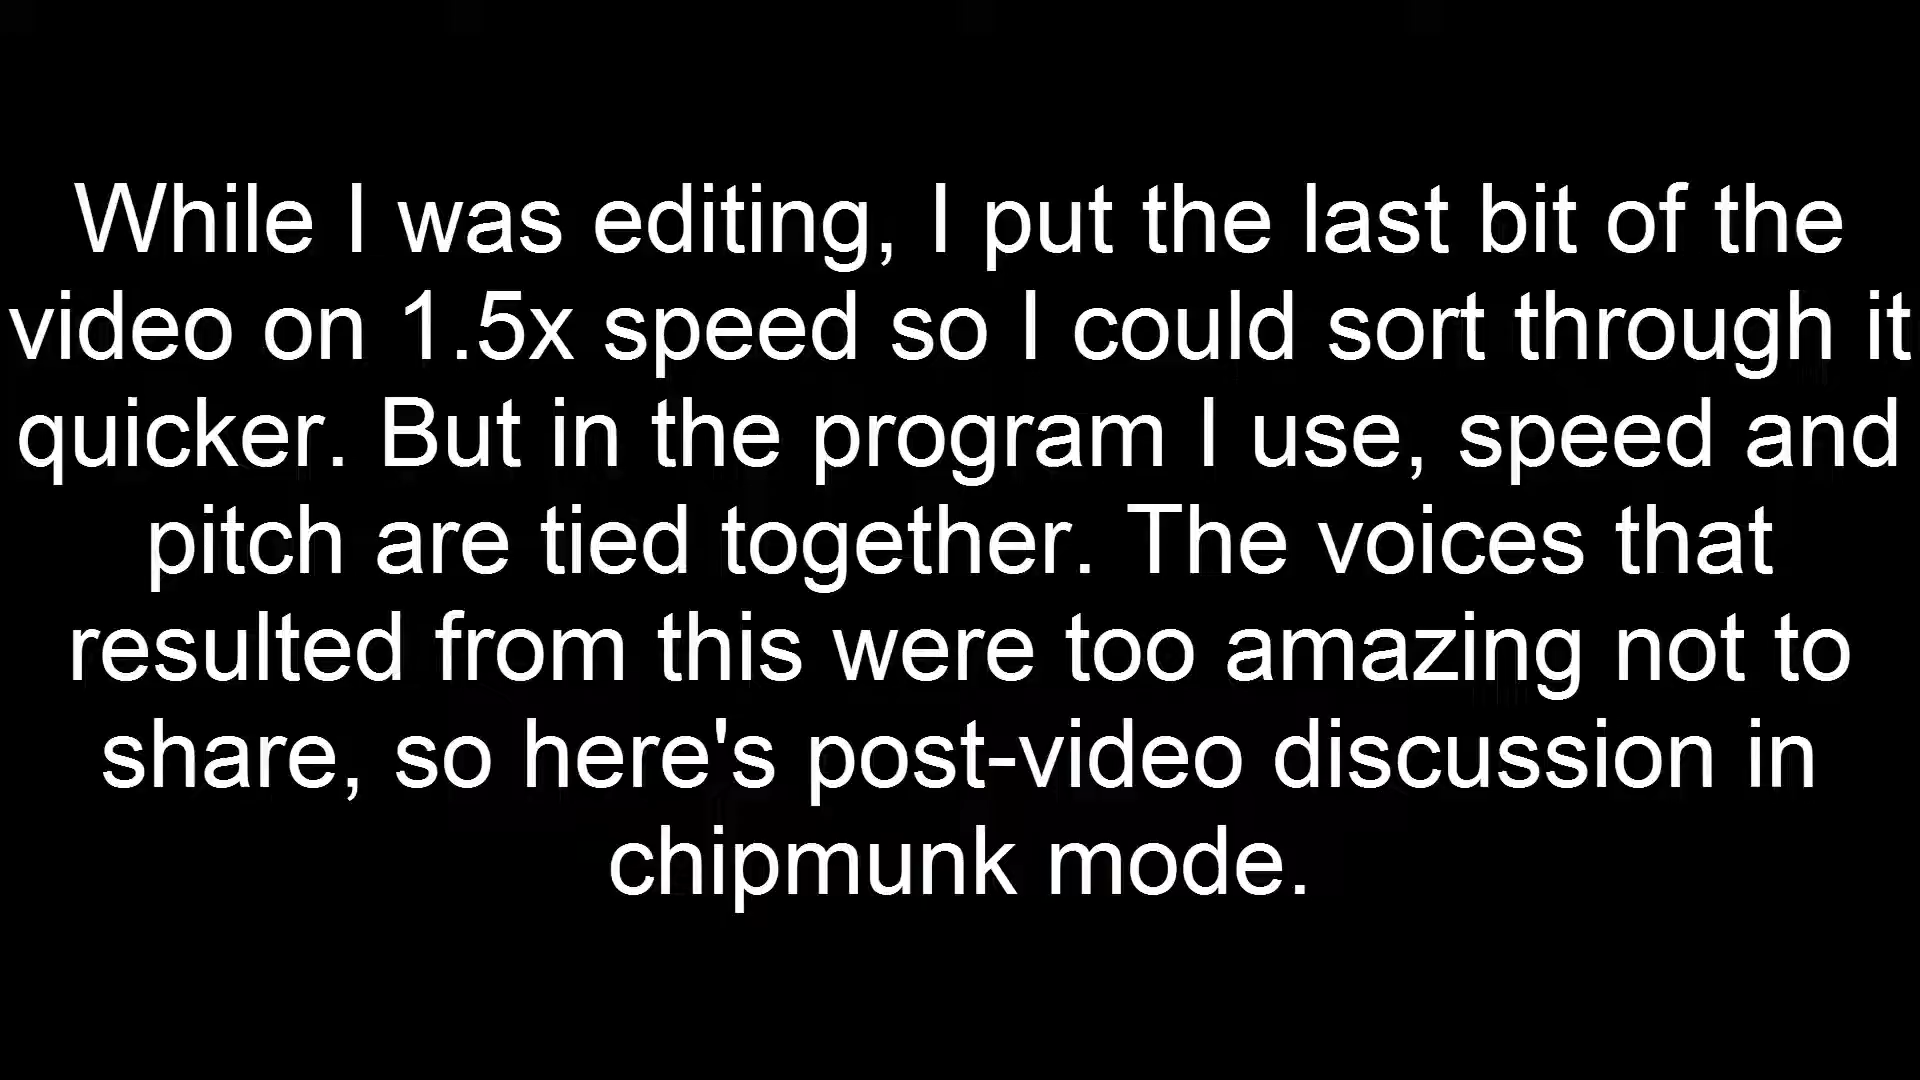 While I was editing, I put the last bit of the
video on 1.5x speed so I could sort through it
quicker. But in the program I use, speed and
pitch are tied together. The voices that
resulted from this were too amazing not to
share, so here's post-video discussion in
chipmunk mode.